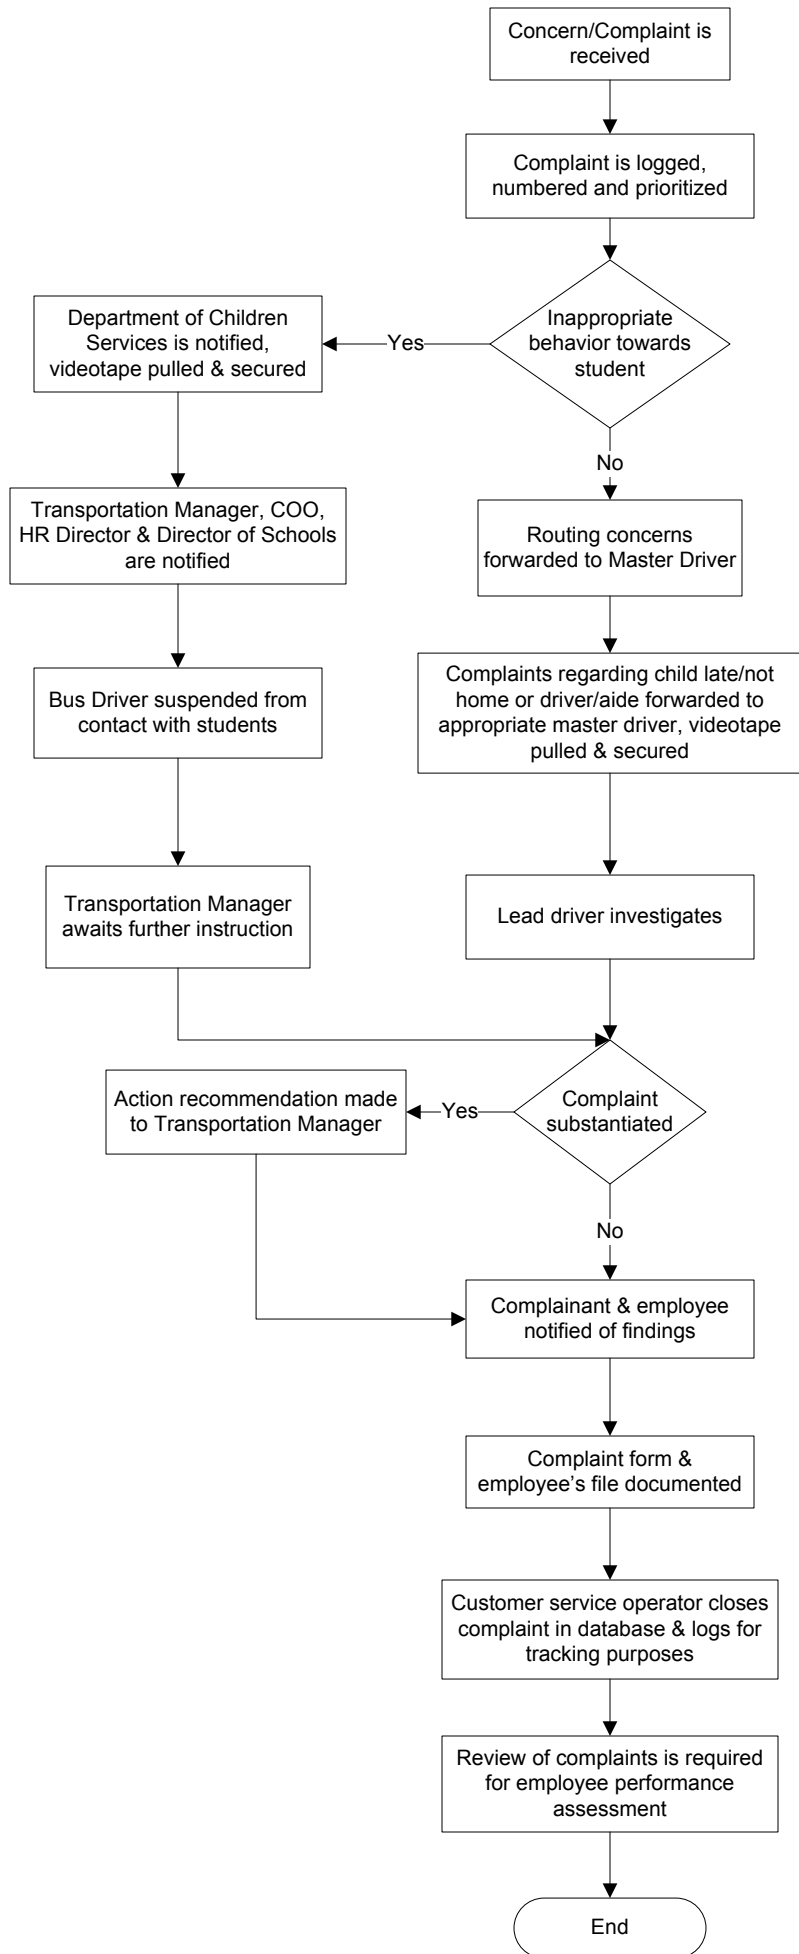 Concern/Complaint is
received
Complaint is logged,
numbered and prioritized
Inappropriate
behavior towards
student
Yes
Department of Children
Services is notified,
videotape pulled & secured
No
Transportation Manager, COO,
HR Director & Director of Schools
are notified
Routing concerns
forwarded to Master Driver
Bus Driver suspended from
contact with students
Complaints regarding child late/not
home or driver/aide forwarded to
appropriate master driver, videotape
pulled & secured
Transportation Manager
awaits further instruction
Lead driver investigates
Complaint
substantiated
Yes
Action recommendation made
to Transportation Manager
No
Complainant & employee
notified of findings
Complaint form &
employee’s file documented
Customer service operator closes
complaint in database & logs for
tracking purposes
Review of complaints is required
for employee performance
assessment
End